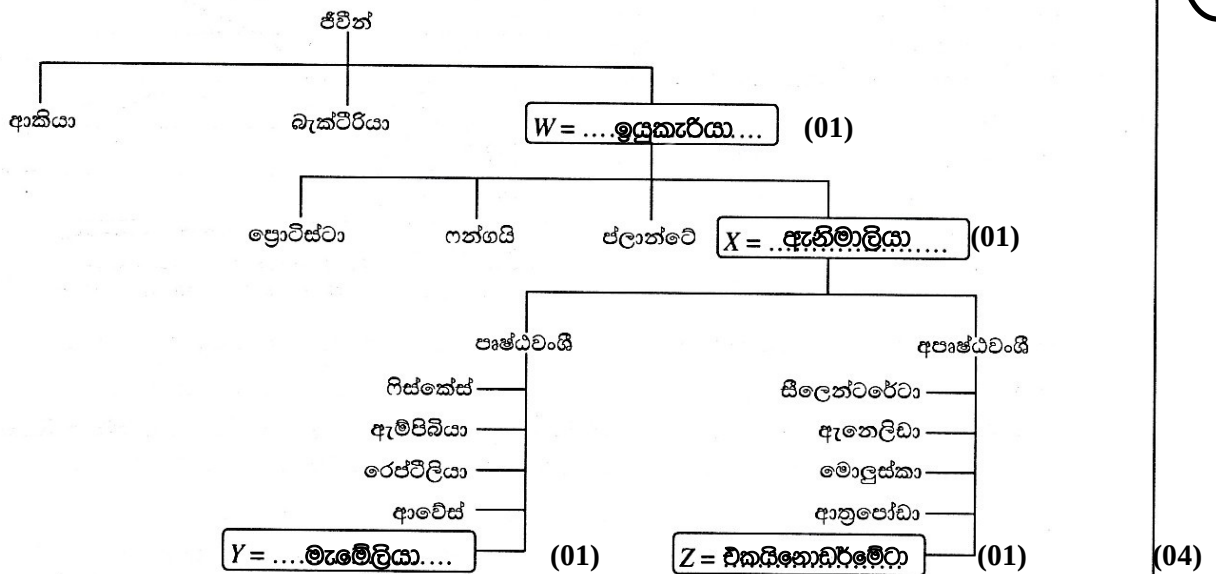 ජීවීන්
ආකියා බැක්ටීරියා W = ....ඉයුකැරියා.... (01)
ප්‍රොටිස්ටා ෆන්ගයි ප්ලාන්ටේ X = ....ඇනිමාලියා.... (01)
පෘෂ්ඨවංශී අපෘෂ්ඨවංශී
ෆිස්කේස් සීලෙන්ටරේටා
ඇම්පිබියා ඇනෙලිඩා
රෙප්ටීලියා මොලුස්කා
ආවේස් ආත්‍රපෝඩා
Y = ....මැමේලියා.... (01) Z = එකයිනොඩර්මේටා (01) (04)